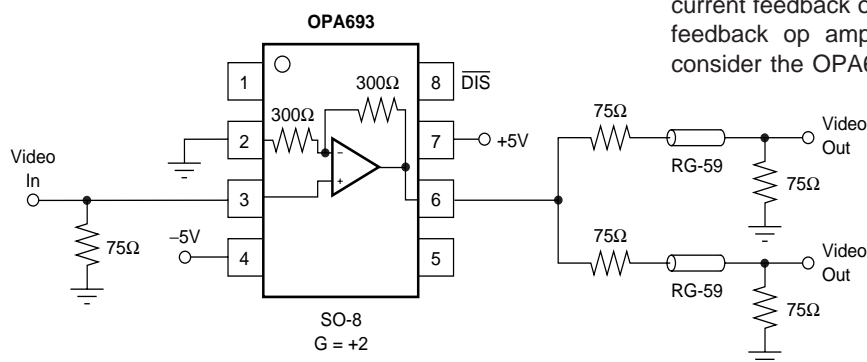 current feedback o
feedback op amp
consider the OPA6
OPA693
1
8 DIS
300Ω
300Ω
2
7
+5V
Video
In
3
6
75Ω
−5V
4
5
SO-8
G = +2
75Ω
RG-59
Video
Out
75Ω
75Ω
RG-59
Video
Out
75Ω